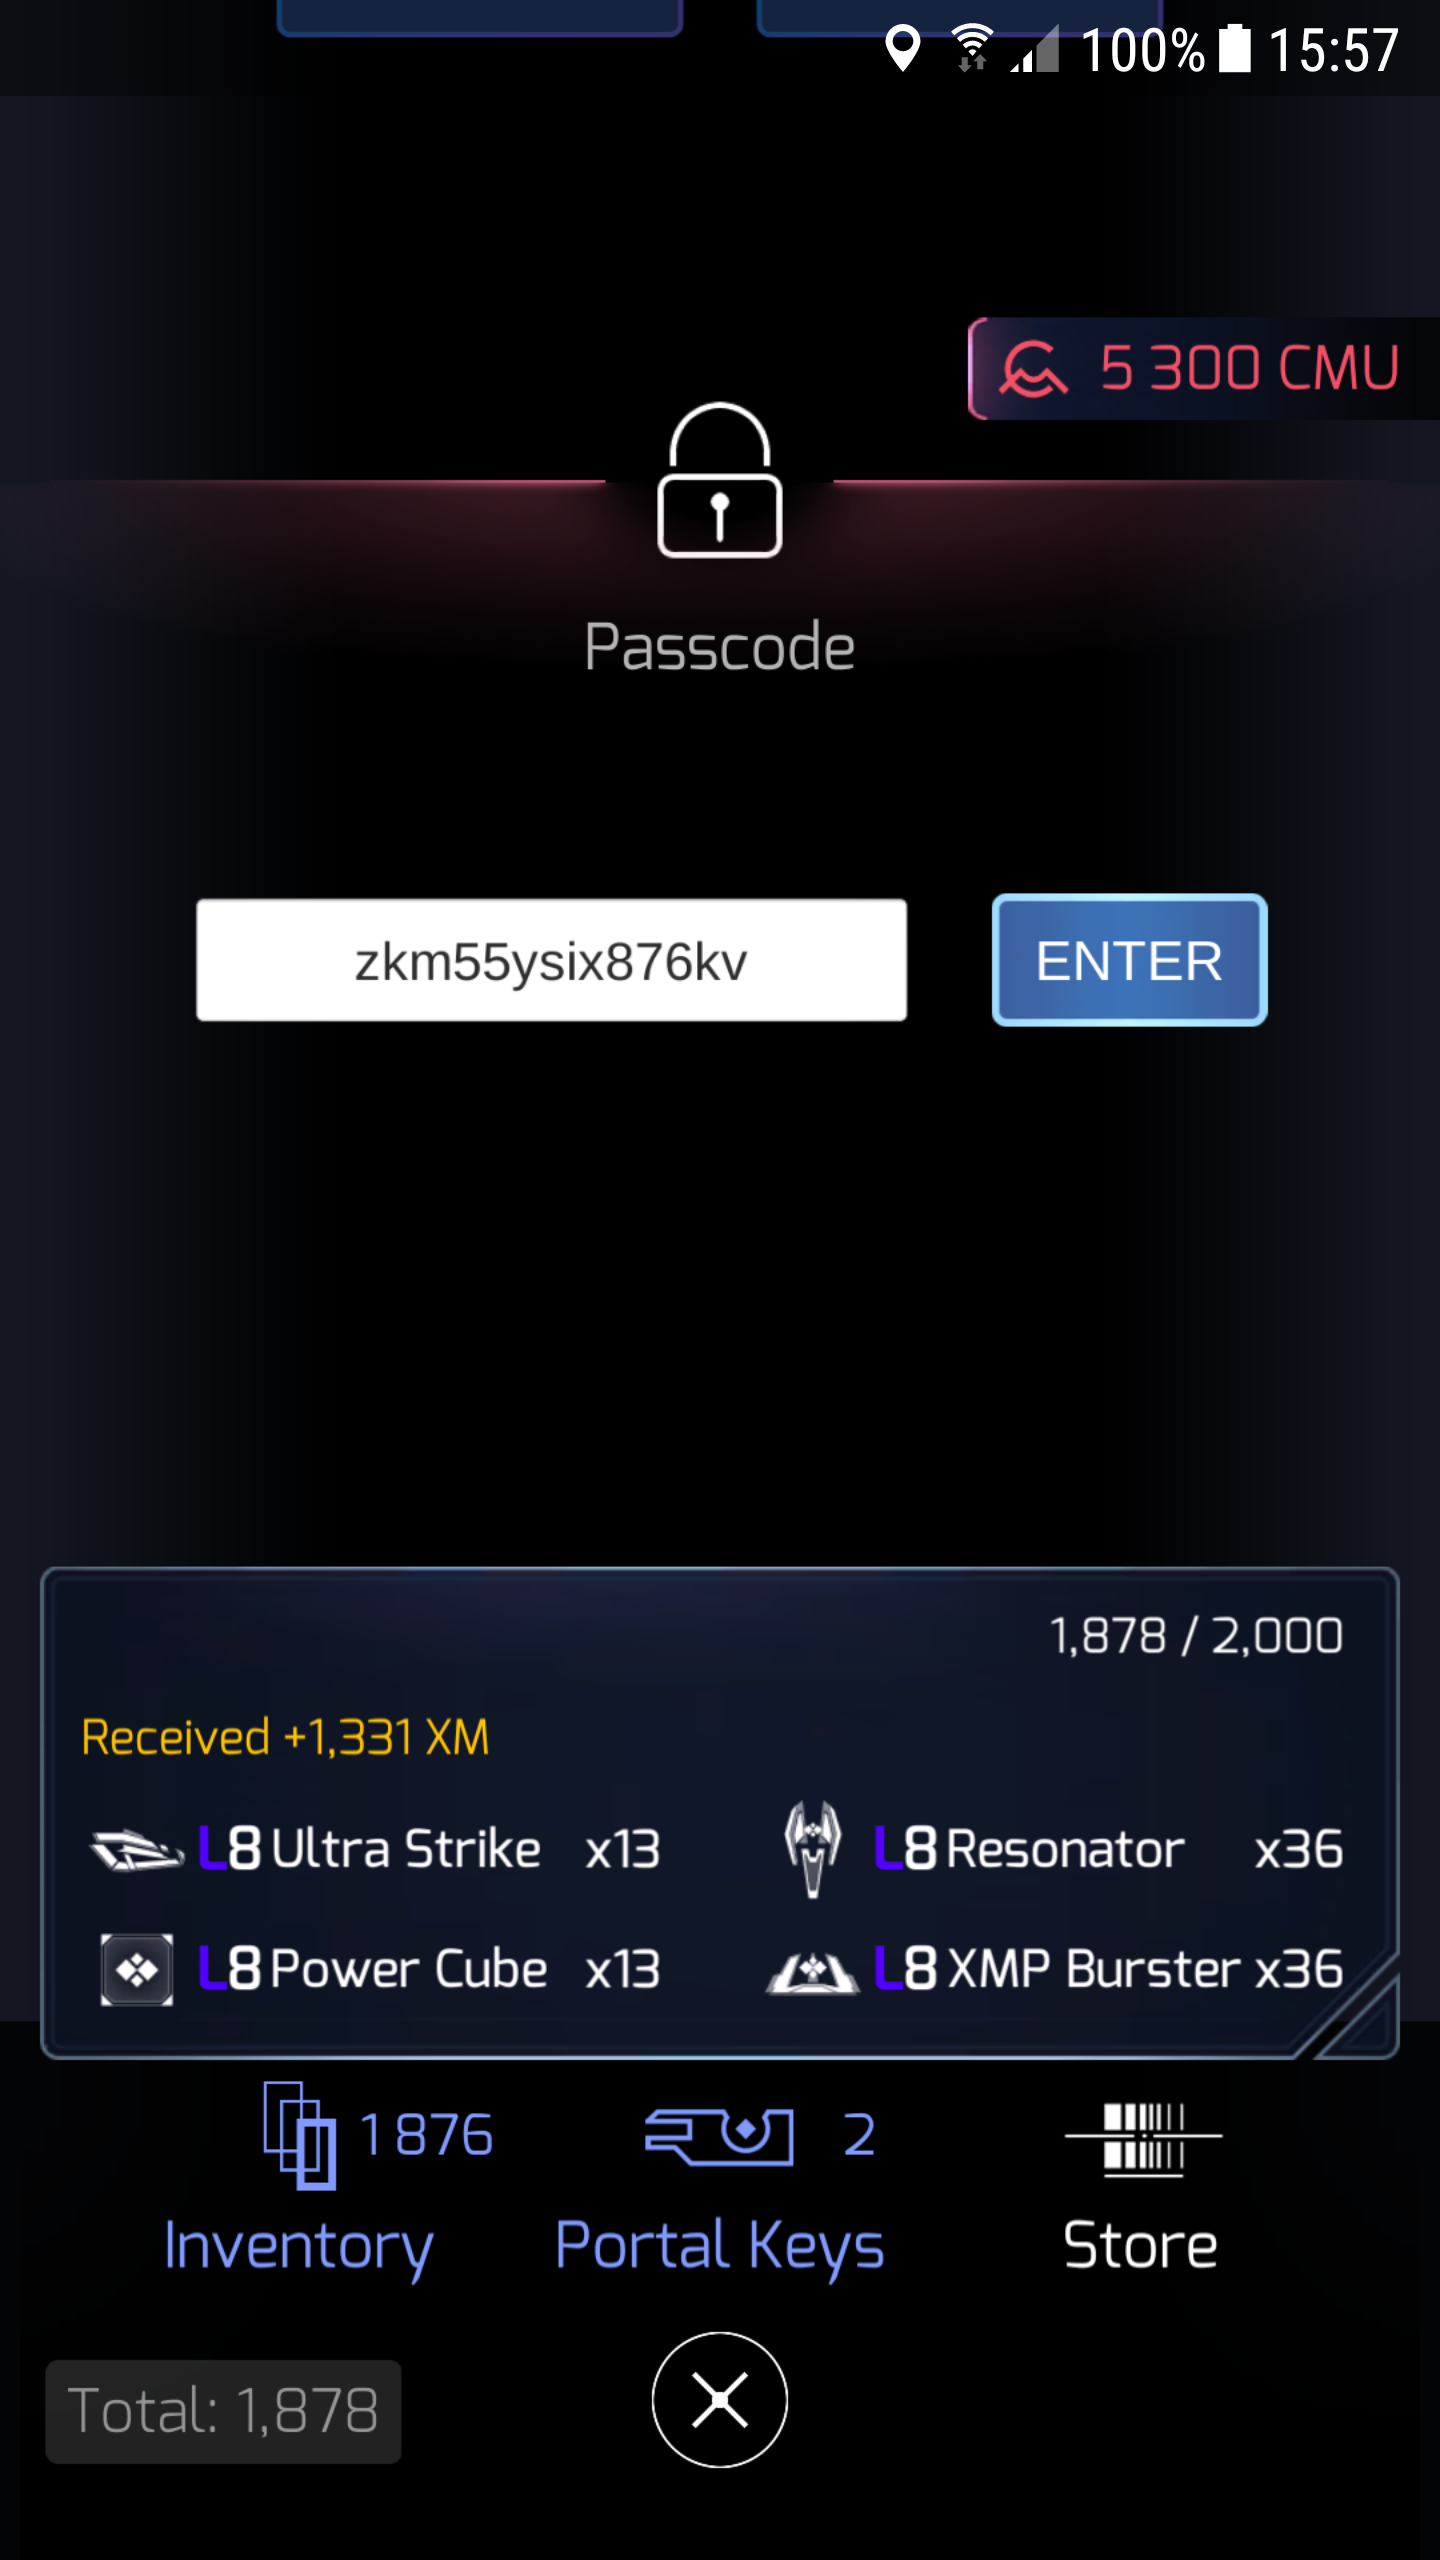 100% 15:57
5 300 CMU
Passcode
zkm55ysix876kv ENTER
1,878 / 2,000
Received +1,331 XM
L8 Ultra Strike x13 L8 Resonator x36
L8 Power Cube x13 L8 XMP Burster x36
1 876 2
Inventory Portal Keys Store
Total: 1,878